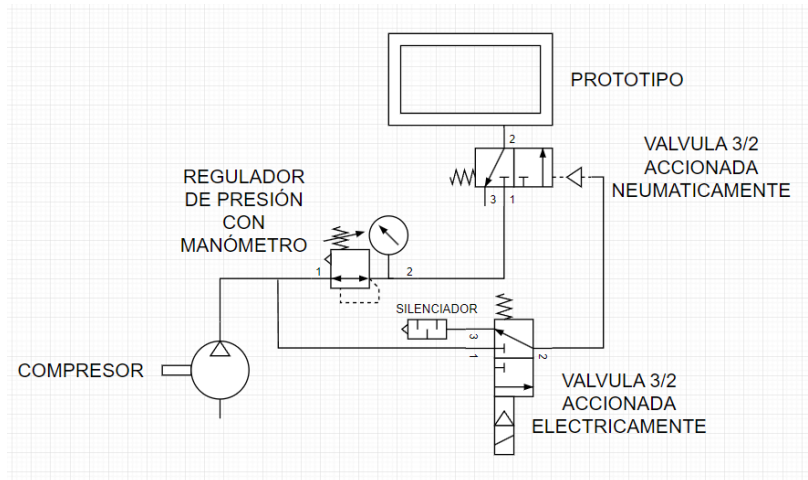 PROTOTIPO
2
VALVULA 3/2
ACCIONADA
NEUMATICAMENTE
3
1
REGULADOR
DE PRESIÓN
CON
MANÓMETRO
1
2
SILENCIADOR
3
1
2
COMPRESOR
VALVULA 3/2
ACCIONADA
ELECTRICAMENTE